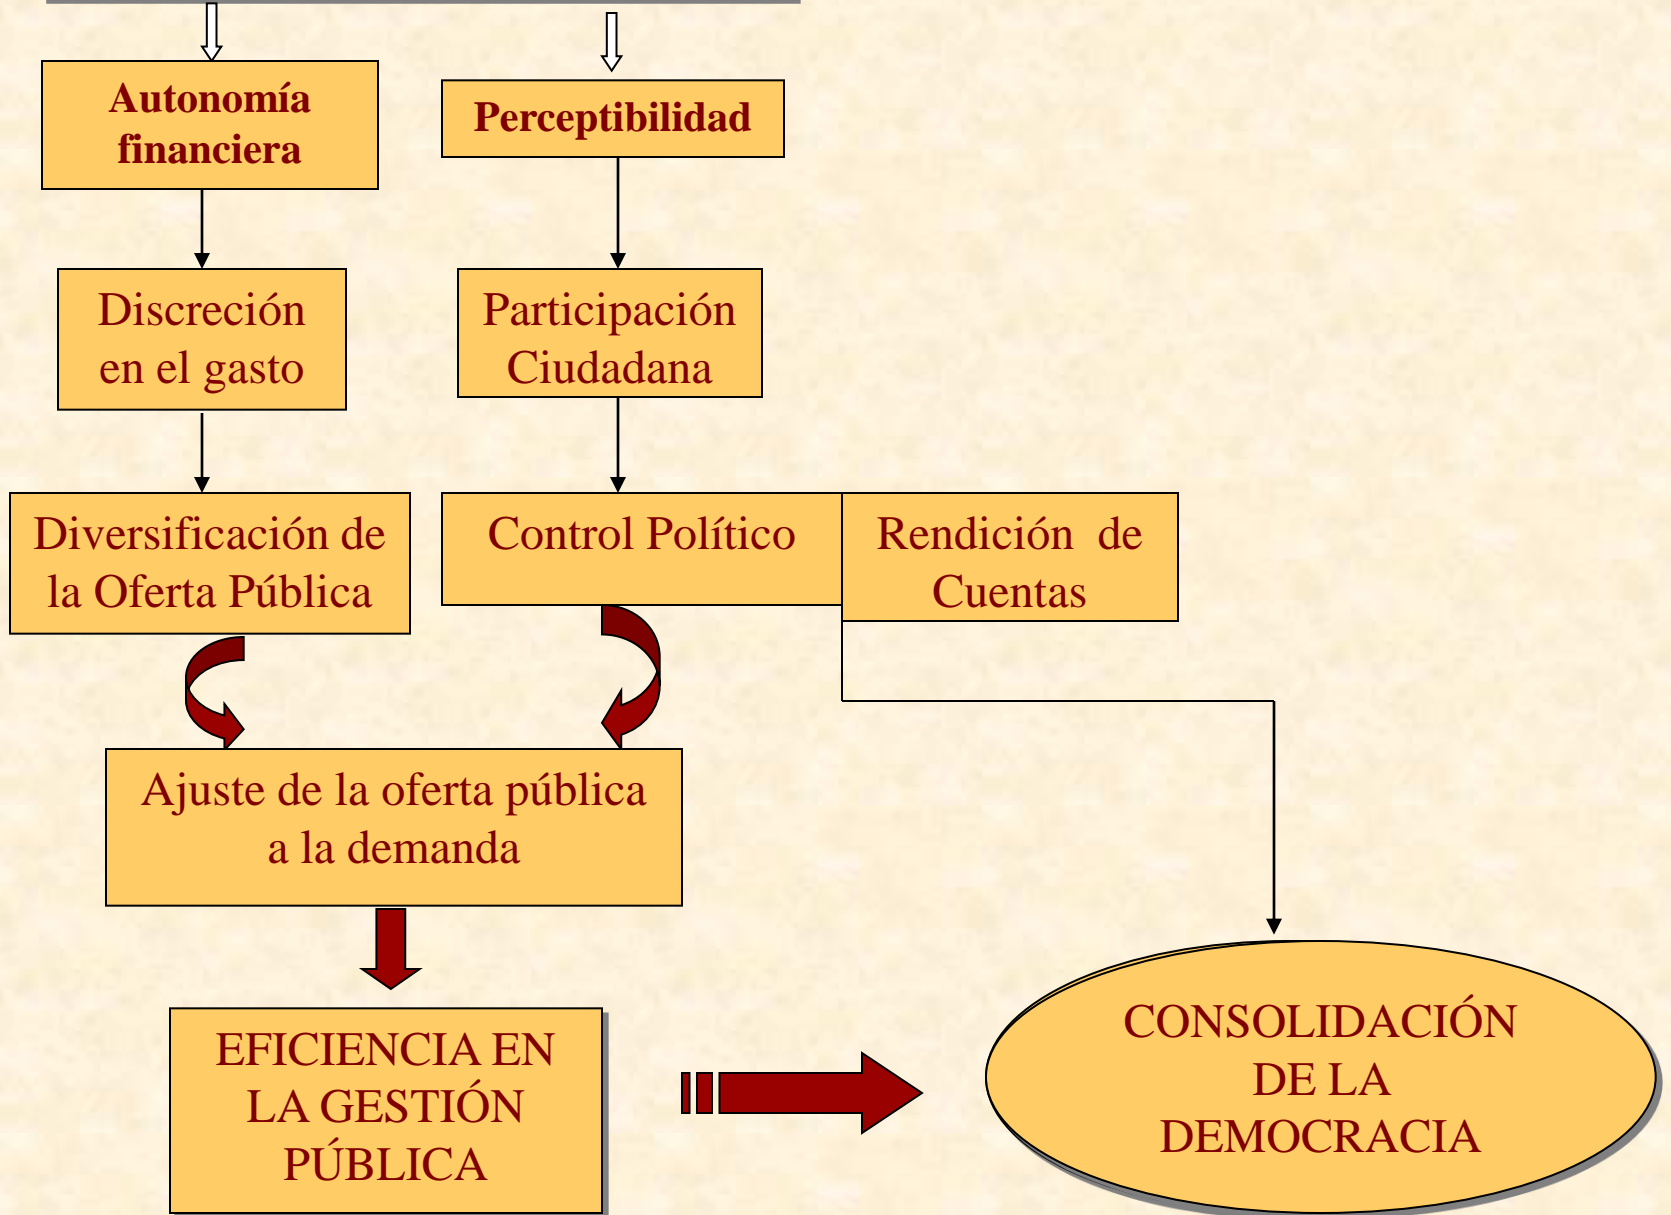 Autonomía
financiera
Perceptibilidad
Discreción
en el gasto
Participación
Ciudadana
Diversificación de
la Oferta Pública
Control Político
Rendición de
Cuentas
Ajuste de la oferta pública
a la demanda
EFICIENCIA EN
LA GESTIÓN
PÚBLICA
CONSOLIDACIÓN
DE LA
DEMOCRACIA